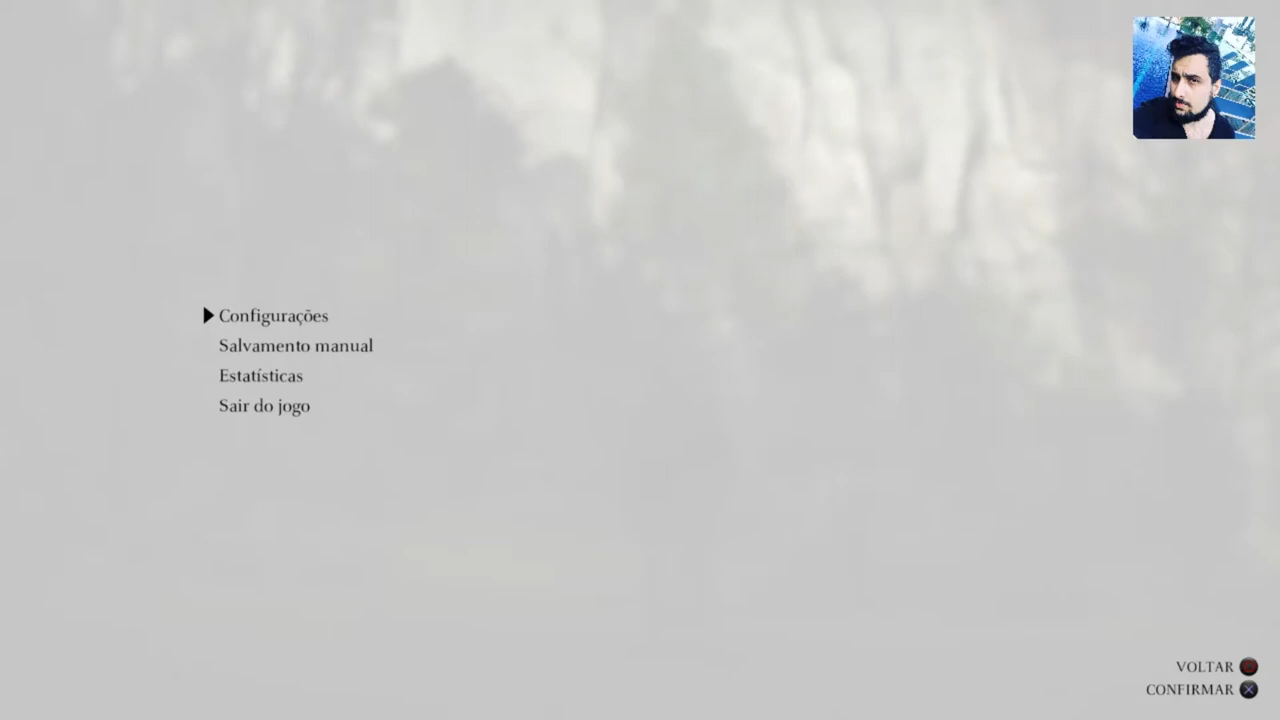 Configurações
Salvamento manual
Estatísticas
Sair do jogo
VOLTAR
CONFIRMAR